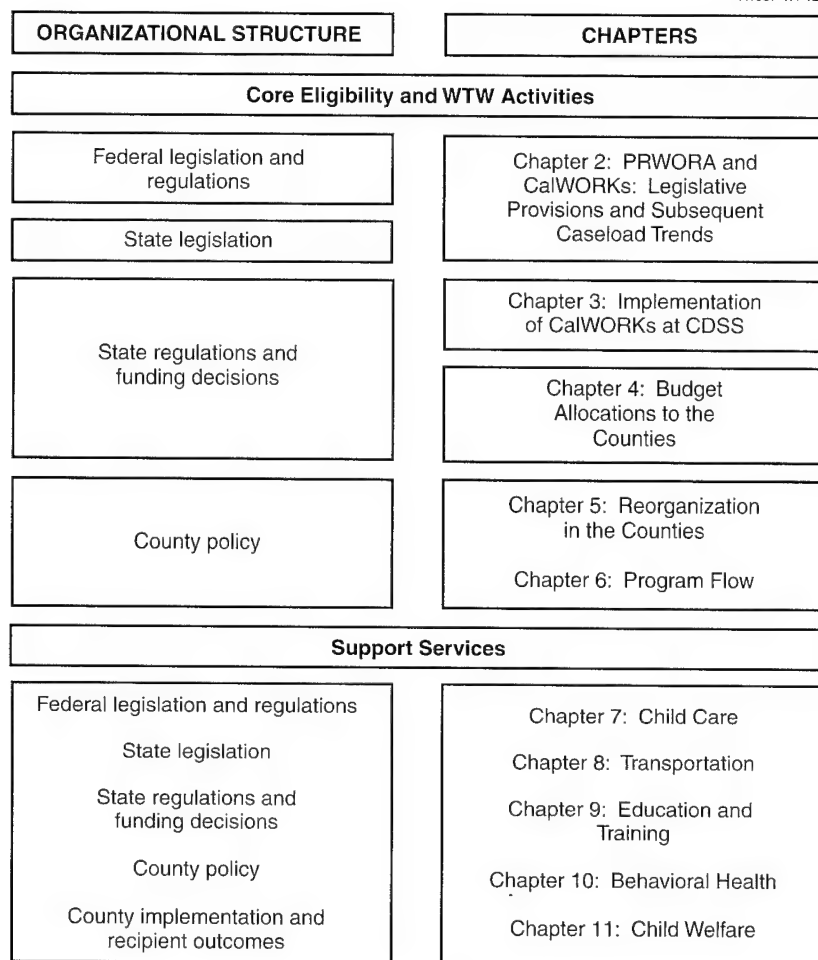 ORGANIZATIONAL STRUCTURE
CHAPTERS
Core Eligibility and WTW Activities
Federal legislation and
regulations
State legislation
Chapter 2: PRWORA and
CalWORKs: Legislative
Provisions and Subsequent
Caseload Trends
State regulations and
funding decisions
Chapter 3: Implementation
of CalWORKs at CDSS
Chapter 4: Budget
Allocations to the
Counties
County policy
Chapter 5: Reorganization
in the Counties
Chapter 6: Program Flow
Support Services
Federal legislation and regulations
State legislation
State regulations and
funding decisions
County policy
County implementation and
recipient outcomes
Chapter 7: Child Care
Chapter 8: Transportation
Chapter 9: Education and
Training
Chapter 10: Behavioral Health
Chapter 11: Child Welfare